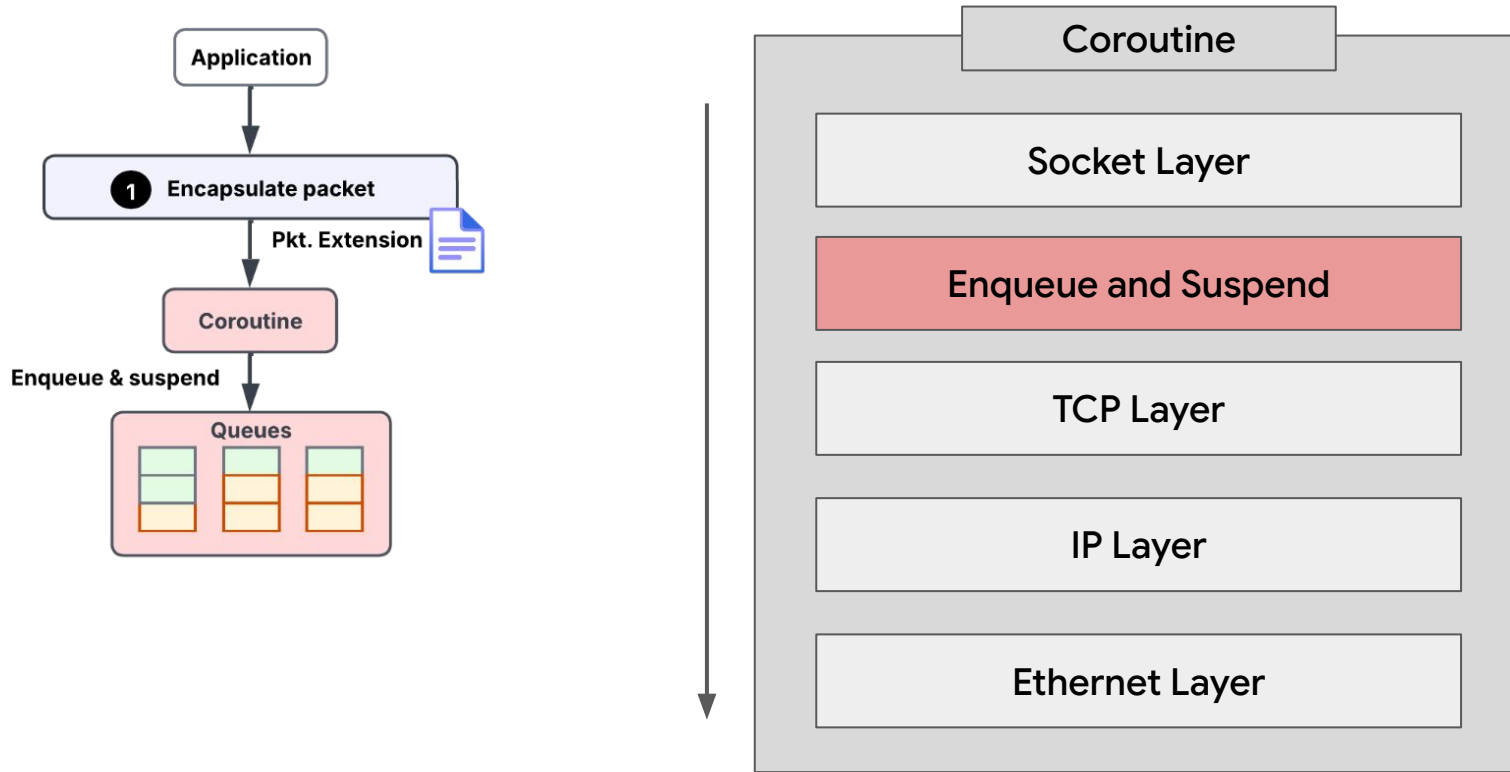 Application
1 Encapsulate packet
Pkt. Extension
Coroutine
Enqueue & suspend
Queues
Coroutine
Socket Layer
Enqueue and Suspend
TCP Layer
IP Layer
Ethernet Layer